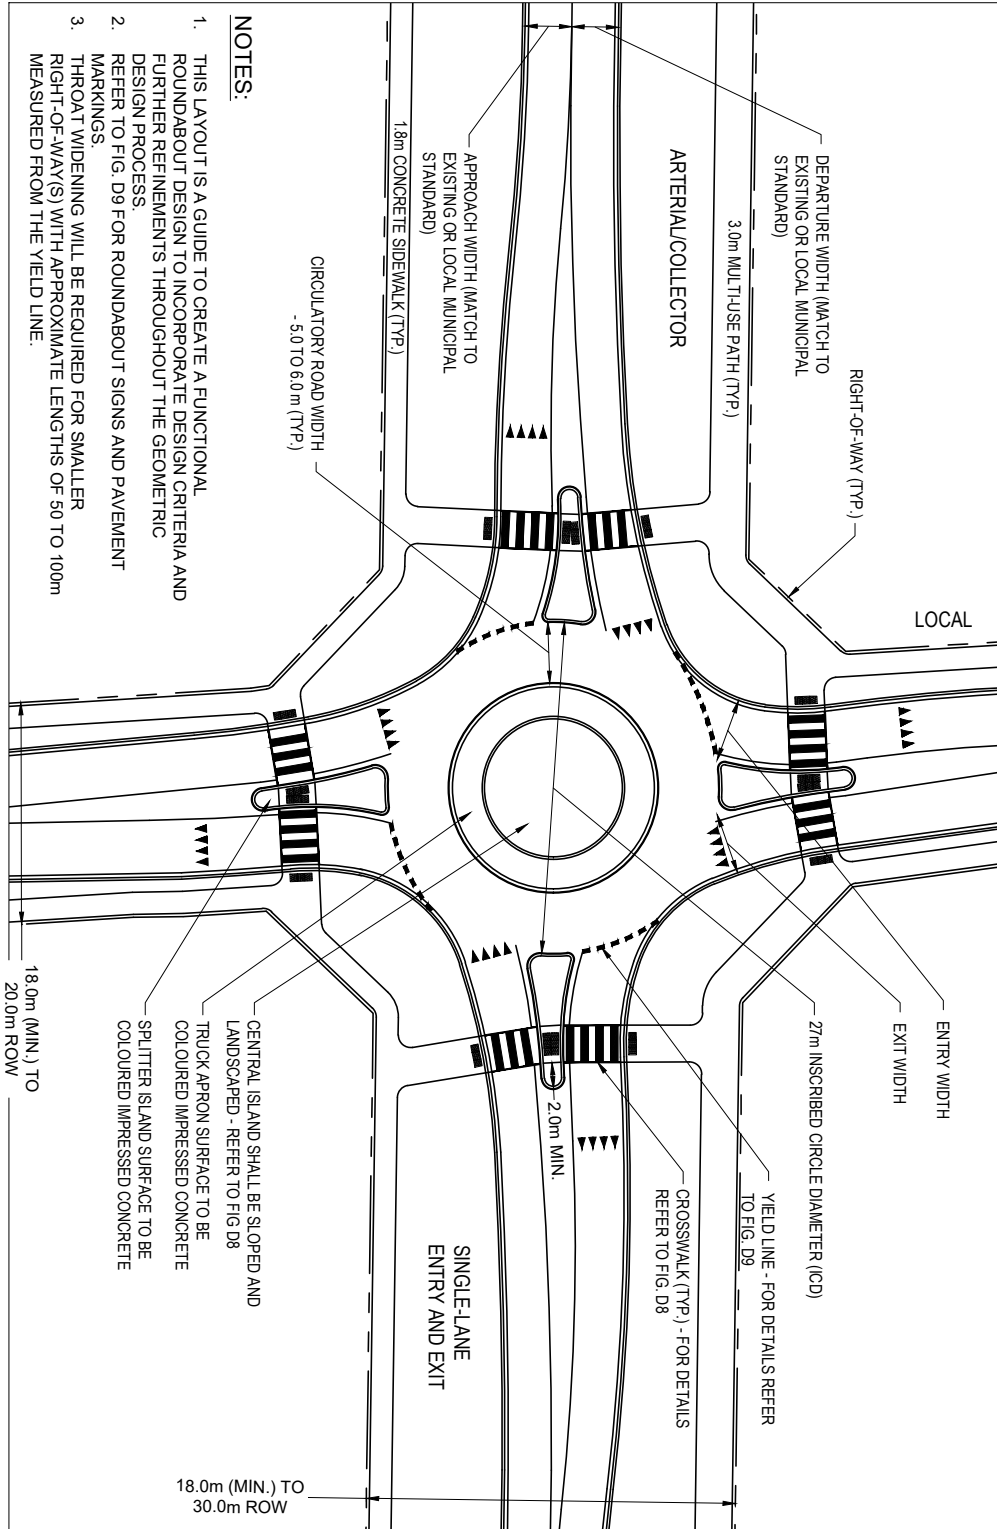 DEPARTURE WIDTH (MATCH TO
EXISTING OR LOCAL MUNICIPAL
STANDARD)
RIGHT-OF-WAY (TYP.)
LOCAL
ENTRY WIDTH
EXIT WIDTH
27m INSCRIBED CIRCLE DIAMETER (ICD)
YIELD LINE - FOR DETAILS REFER
TO FIG. D9
CROSSWALK (TYP.) - FOR DETAILS
REFER TO FIG. D8
3.0m MULTI-USE PATH (TYP.)
ARTERIAL/COLLECTOR
APPROACH WIDTH (MATCH TO
EXISTING OR LOCAL MUNICIPAL
STANDARD)
1.8m CONCRETE SIDEWALK (TYP.)
CIRCULATORY ROAD WIDTH
- 5.0 TO 6.0 m (TYP.)
2.0m MIN.
SINGLE-LANE
ENTRY AND EXIT
18.0m (MIN.) TO
30.0m ROW
CENTRAL ISLAND SHALL BE SLOPED AND
LANDSCAPED - REFER TO FIG D8
TRUCK APRON SURFACE TO BE
COLOURED IMPRESSED CONCRETE
SPLITTER ISLAND SURFACE TO BE
COLOURED IMPRESSED CONCRETE
18.0m (MIN.) TO
20.0m ROW
NOTES:
1. THIS LAYOUT IS A GUIDE TO CREATE A FUNCTIONAL
ROUNDABOUT DESIGN TO INCORPORATE DESIGN CRITERIA AND
FURTHER REFINEMENTS THROUGHOUT THE GEOMETRIC
DESIGN PROCESS.
2. REFER TO FIG. D9 FOR ROUNDABOUT SIGNS AND PAVEMENT
MARKINGS.
3. THROAT WIDENING WILL BE REQUIRED FOR SMALLER
RIGHT-OF-WAY(S) WITH APPROXIMATE LENGTHS OF 50 TO 100m
MEASURED FROM THE YIELD LINE.